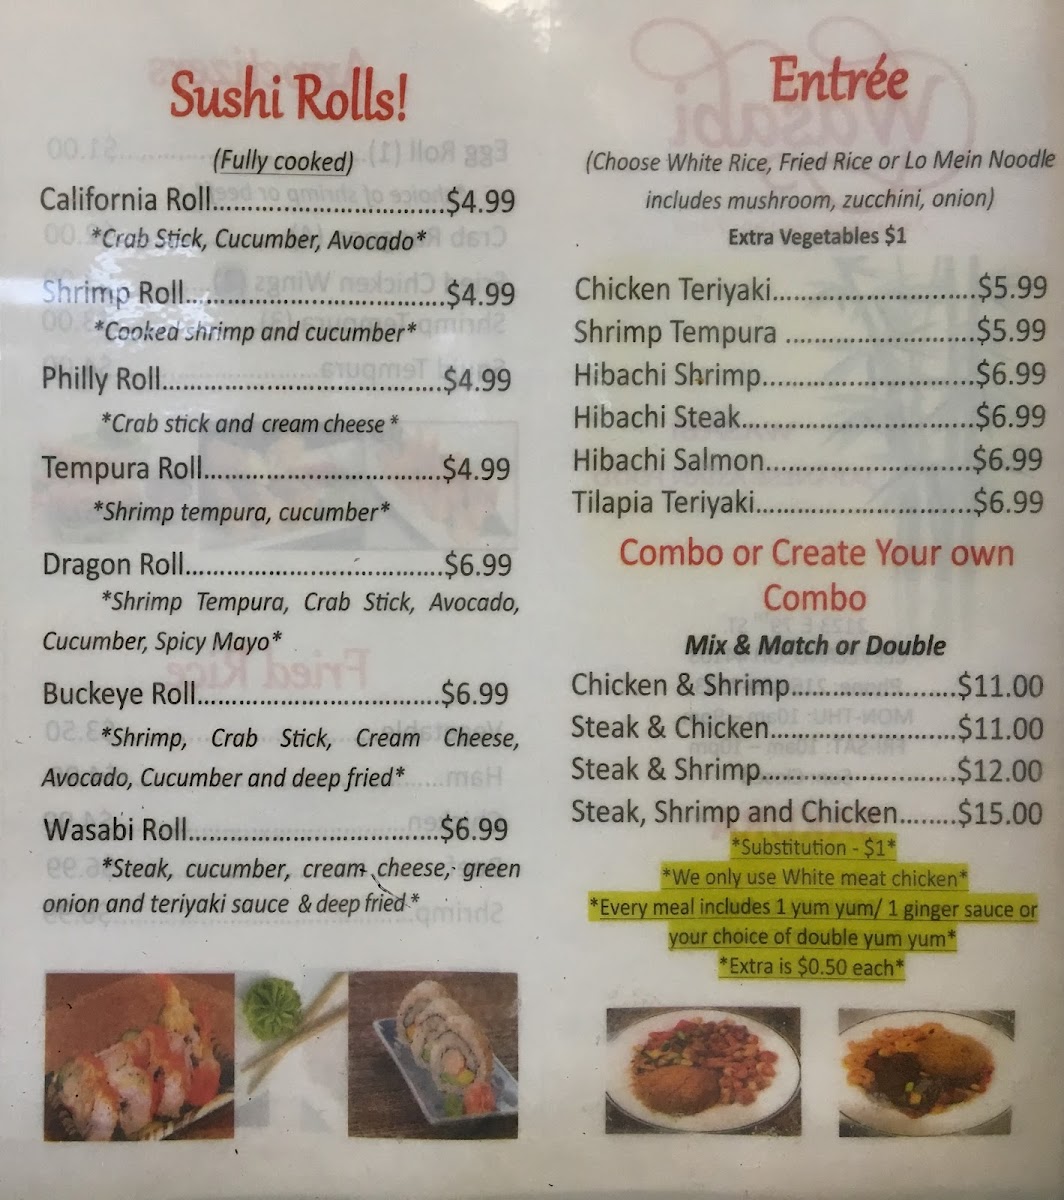 Sushi Rolls!
(Fully cooked)
California Roll.................................$4.99
*Crab Stick, Cucumber, Avocado*
Shrimp Roll.....................................$4.99
*Cooked shrimp and cucumber*
Philly Roll........................................$4.99
*Crab stick and cream cheese *
Tempura Roll..................................$4.99
*Shrimp tempura, cucumber*
Dragon Roll.....................................$6.99
*Shrimp Tempura, Crab Stick, Avocado,
Cucumber, Spicy Mayo*
Buckeye Roll...................................$6.99
*Shrimp, Crab Stick, Cream Cheese,
Avocado, Cucumber and deep fried*
Wasabi Roll....................................$6.99
*Steak, cucumber, cream cheese, green
onion and teriyaki sauce & deep fried *
Entrée
(Choose White Rice, Fried Rice or Lo Mein Noodle
includes mushroom, zucchini, onion)
Extra Vegetables $1
Chicken Teriyaki.............................$5.99
Shrimp Tempura ...........................$5.99
Hibachi Shrimp..............................$6.99
Hibachi Steak.................................$6.99
Hibachi Salmon.............................$6.99
Tilapia Teriyaki...............................$6.99
Combo or Create Your own
Combo
Mix & Match or Double
Chicken & Shrimp.......................$11.00
Steak & Chicken..........................$11.00
Steak & Shrimp...........................$12.00
Steak, Shrimp and Chicken........$15.00
*Substitution - $1*
*We only use White meat chicken*
*Every meal includes 1 yum yum/ 1 ginger sauce or
your choice of double yum yum*
*Extra is $0.50 each*